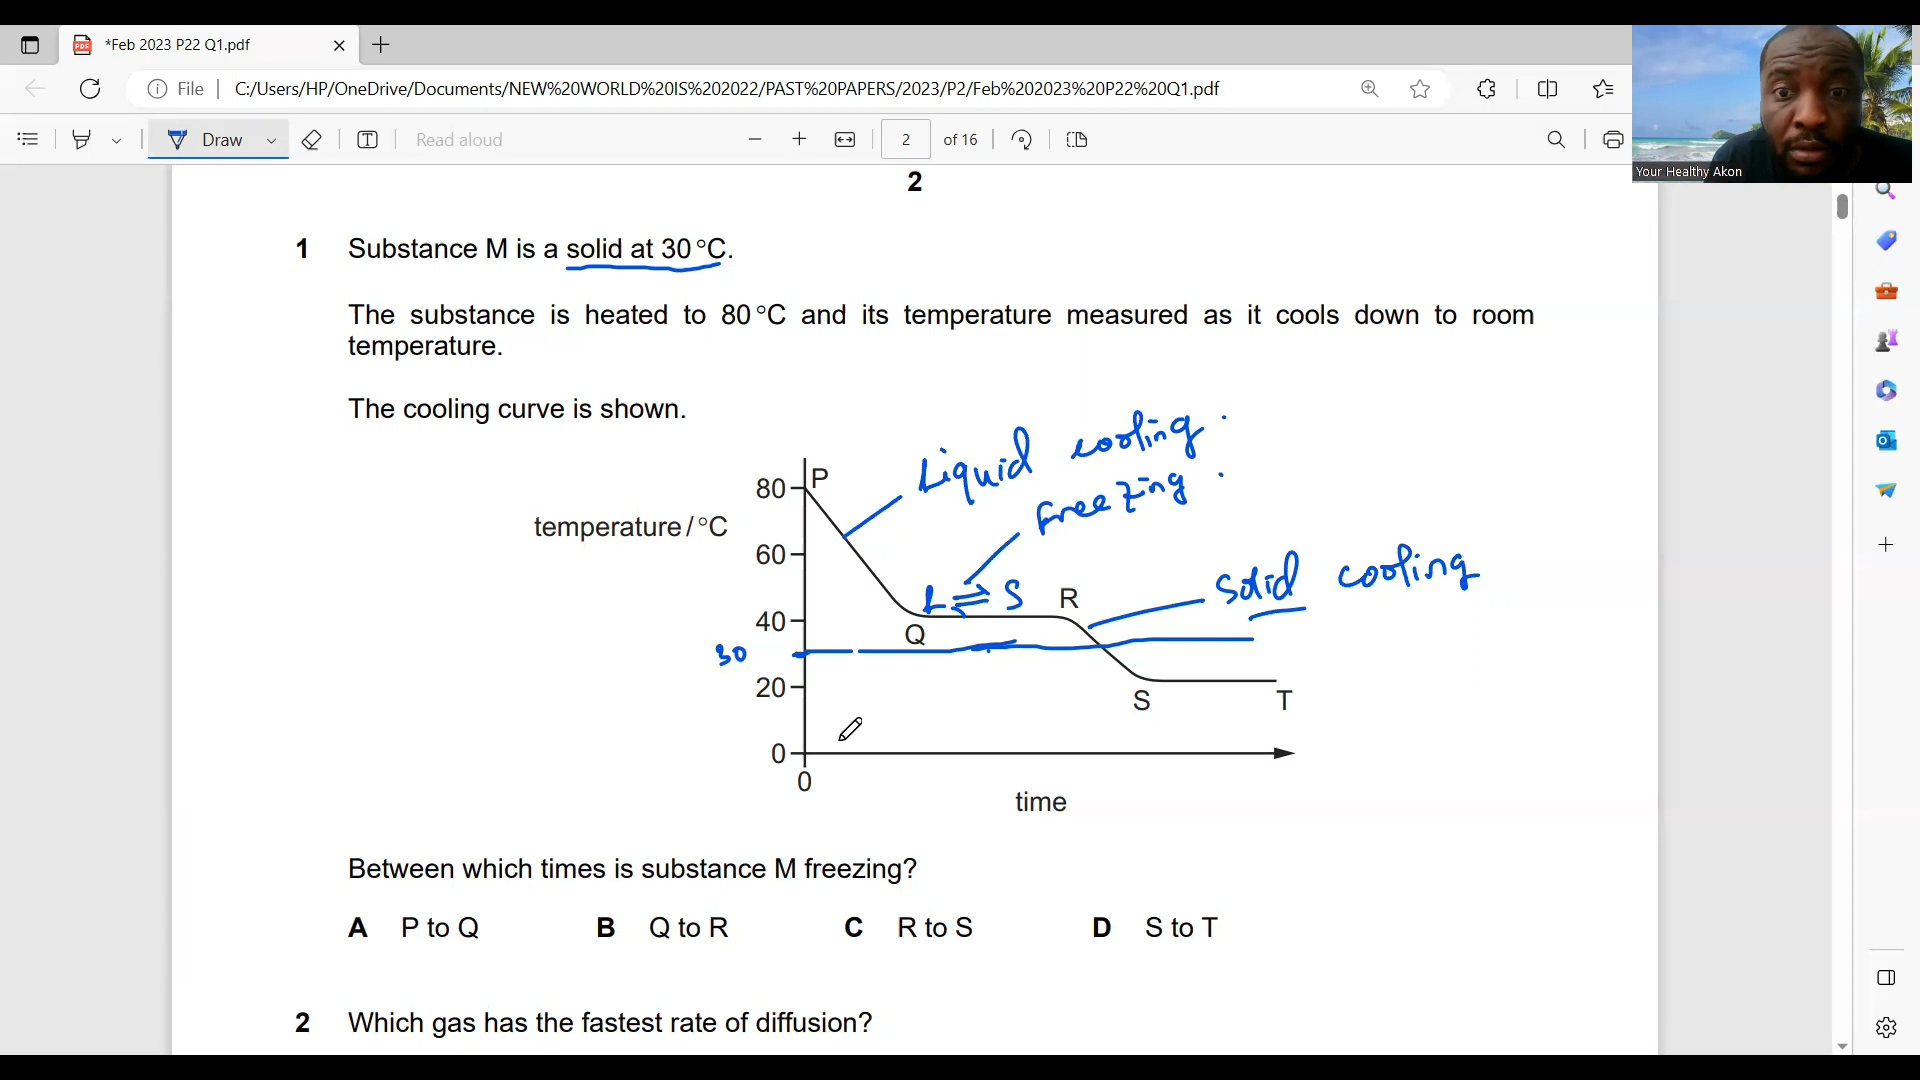 *Feb 2023 P22 Q1.pdf
File C:/Users/HP/OneDrive/Documents/NEW%20WORLD%20IS%202022/PAST%20PAPERS/2023/P2/Feb%202023%20P22%20Q1.pdf
Draw Read aloud 2 of 16
Your Healthy Akon
2
1 Substance M is a solid at 30 °C.
The substance is heated to 80 °C and its temperature measured as it cools down to room
temperature.
The cooling curve is shown.
Liquid cooling.
freezing.
80 P
temperature / °C
60
solid cooling
L ⇌ S R
40
Q
30
20
S T
0
0
time
Between which times is substance M freezing?
A P to Q B Q to R C R to S D S to T
2 Which gas has the fastest rate of diffusion?